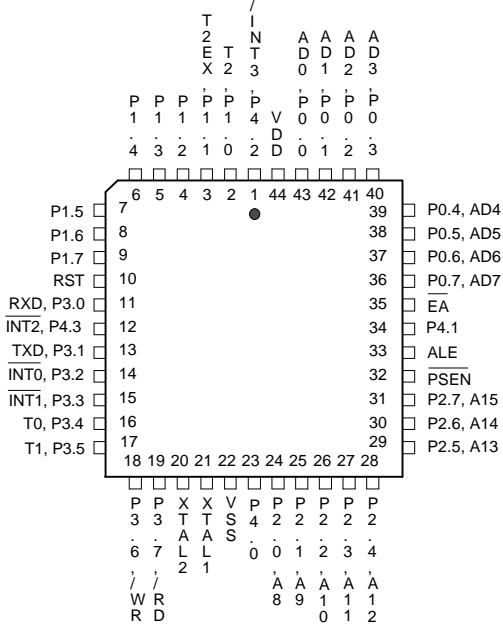 P1.4
P1.3
P1.2
T2EX,P1.1
T2,P1.0
/INT3,P4.2
VDD
AD0,P0.0
AD1,P0.1
AD2,P0.2
AD3,P0.3
6 5 4 3 2 1 44 43 42 41 40
P1.5 7 39 P0.4, AD4
P1.6 8 38 P0.5, AD5
P1.7 9 37 P0.6, AD6
RST 10 36 P0.7, AD7
RXD, P3.0 11 35 EA
INT2, P4.3 12 34 P4.1
TXD, P3.1 13 33 ALE
INT0, P3.2 14 32 PSEN
INT1, P3.3 15 31 P2.7, A15
T0, P3.4 16 30 P2.6, A14
T1, P3.5 17 29 P2.5, A13
18 19 20 21 22 23 24 25 26 27 28
P3.6,/WR
P3.7,/RD
XTAL2
XTAL1
VSS
P4.0
P2.0,A8
P2.1,A9
P2.2,A10
P2.3,A11
P2.4,A12